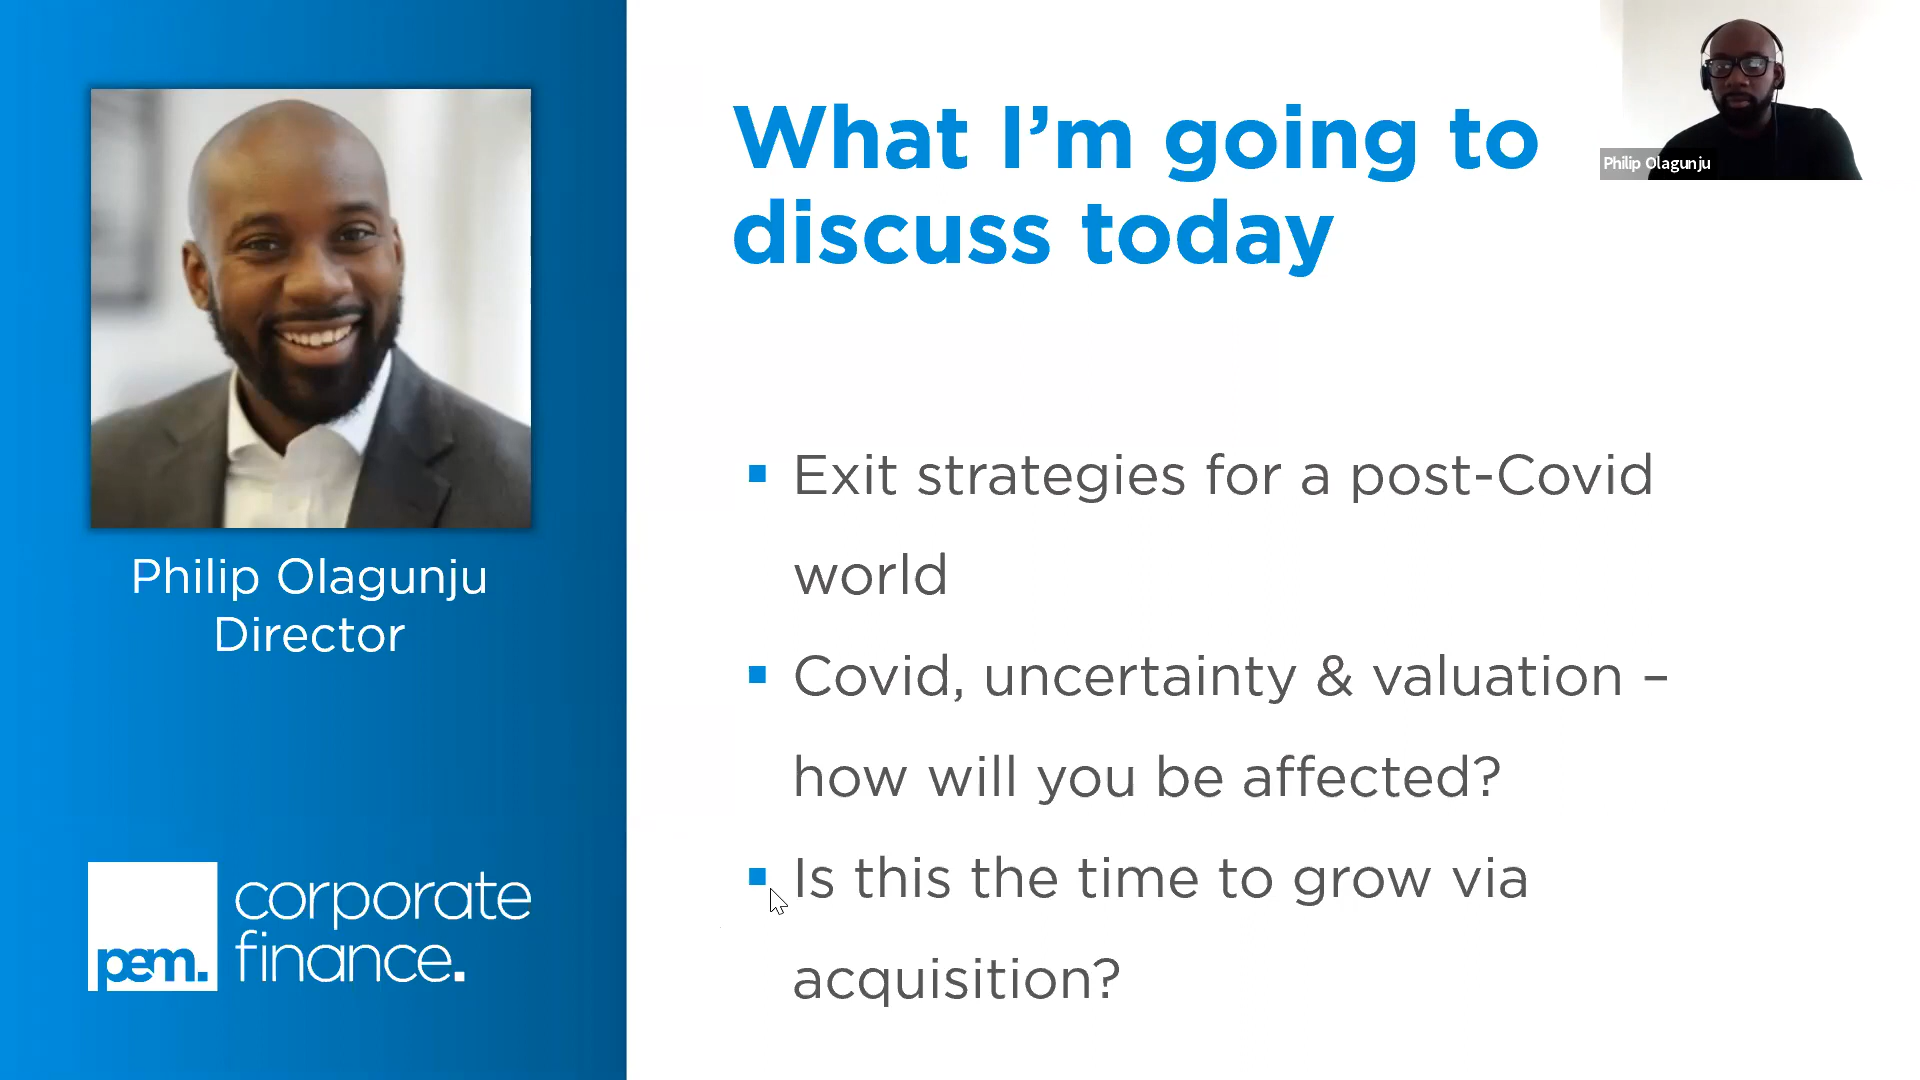 Philip Olagunju
Director
pem.
corporate
finance.
What I’m going to
discuss today
▪ Exit strategies for a post-Covid
world
▪ Covid, uncertainty & valuation –
how will you be affected?
▪ Is this the time to grow via
acquisition?
Philip Olagunju